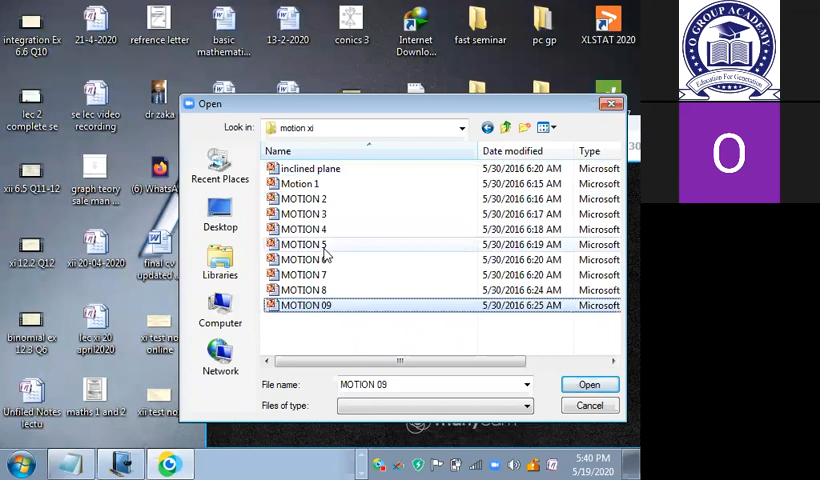 integration Ex
6.6 Q10
21-4-2020
refrence letter
basic
mathemati...
13-2-2020
conics 3
Internet
Downlo...
fast seminar
pc gp
XLSTAT 2020
lec 2
complete se
se lec video
recording
dr zaka
xii 6.5 Q11-12
graph teory
sale man ...
(6) WhatsA
xi 12.2 Q12
xii 20-04-2020
final cv
updated ...
binomial ex
12.3 Q6
lec xi 20
april2020
xi test no
online
Unfiled Notes
lectu
maths 1 and 2
xii test no
Open
Look in:
motion xi
Name
Date modified
Type
Recent Places
Desktop
Libraries
Computer
Network
inclined plane 5/30/2016 6:20 AM Microsoft
Motion 1 5/30/2016 6:15 AM Microsoft
MOTION 2 5/30/2016 6:16 AM Microsoft
MOTION 3 5/30/2016 6:17 AM Microsoft
MOTION 4 5/30/2016 6:18 AM Microsoft
MOTION 5 5/30/2016 6:19 AM Microsoft
MOTION 6 5/30/2016 6:20 AM Microsoft
MOTION 7 5/30/2016 6:20 AM Microsoft
MOTION 8 5/30/2016 6:24 AM Microsoft
MOTION 09 5/30/2016 6:25 AM Microsoft
File name:
MOTION 09
Open
Files of type:
Cancel
5:40 PM
5/19/2020
O GROUP ACADEMY
Education For Generation
O